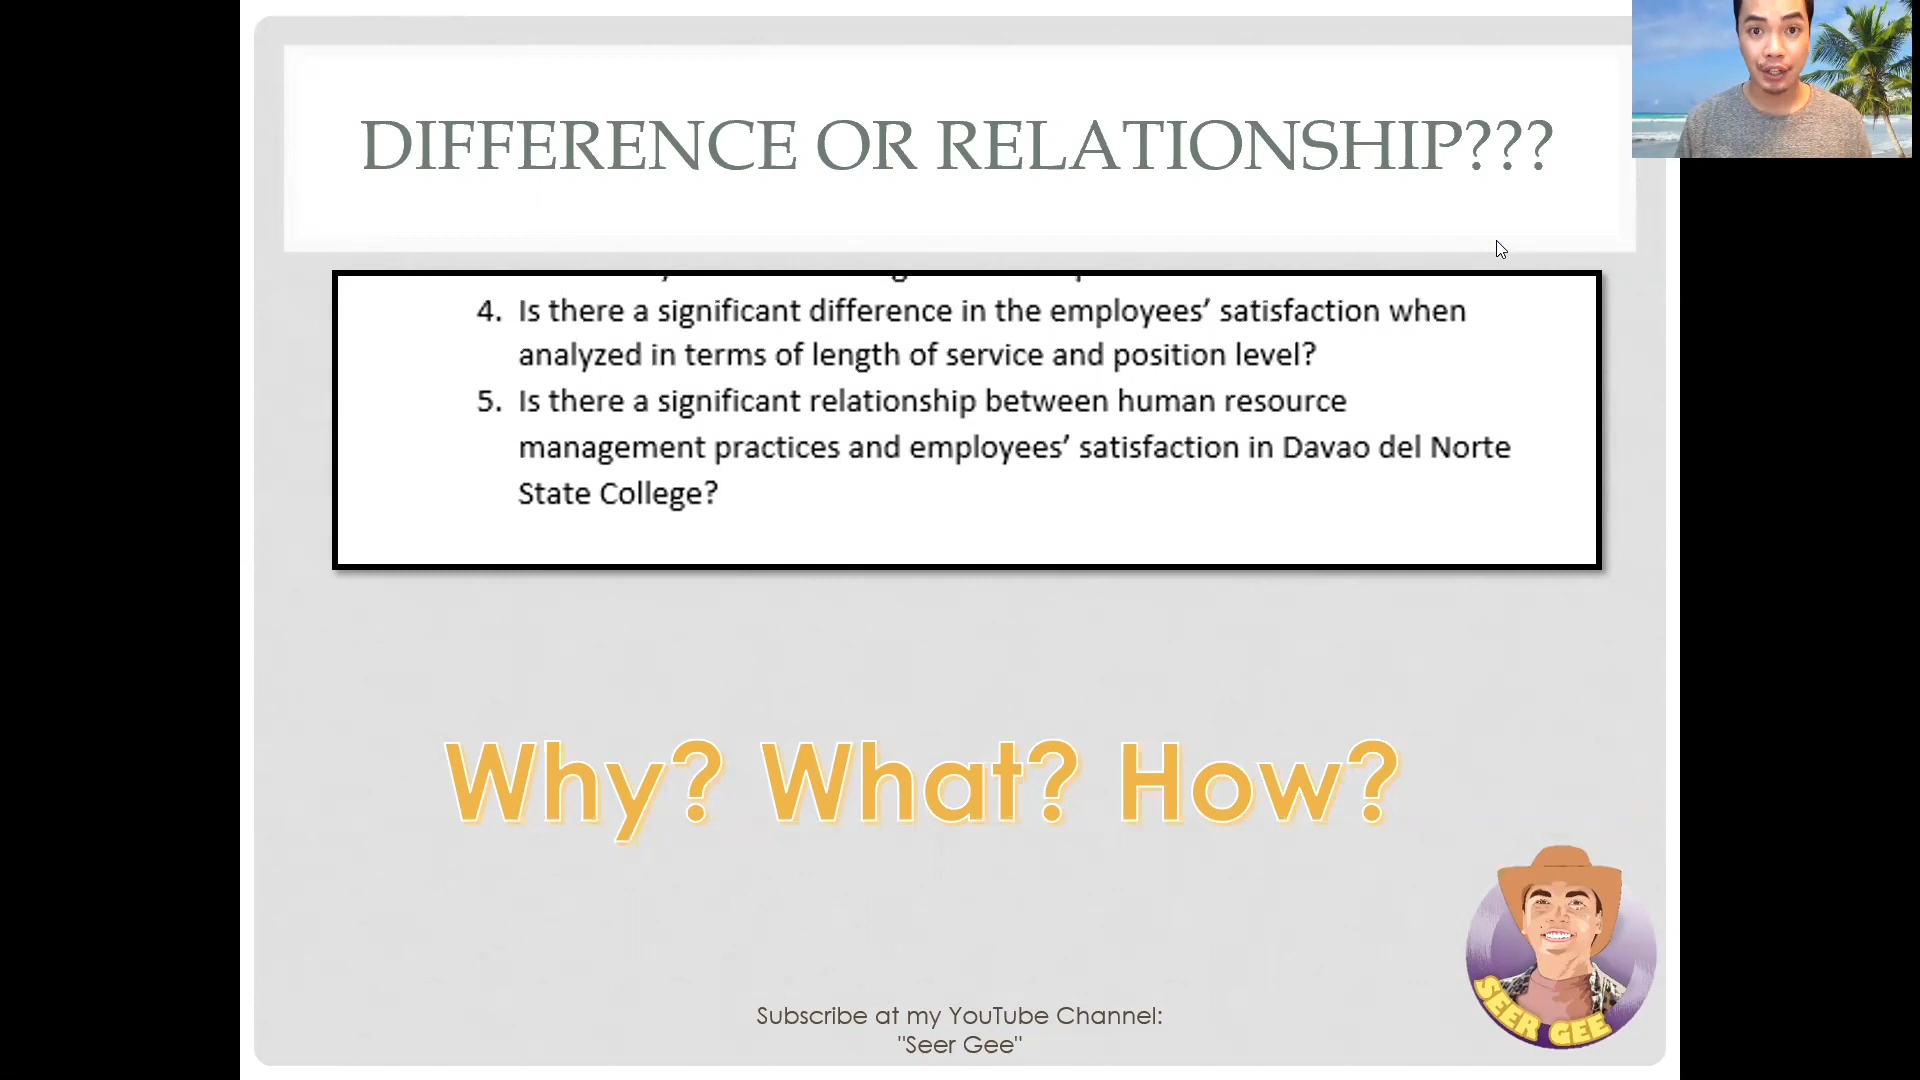 DIFFERENCE OR RELATIONSHIP???
4. Is there a significant difference in the employees’ satisfaction when
analyzed in terms of length of service and position level?
5. Is there a significant relationship between human resource
management practices and employees’ satisfaction in Davao del Norte
State College?
Why? What? How?
SEER GEE
Subscribe at my YouTube Channel:
"Seer Gee"